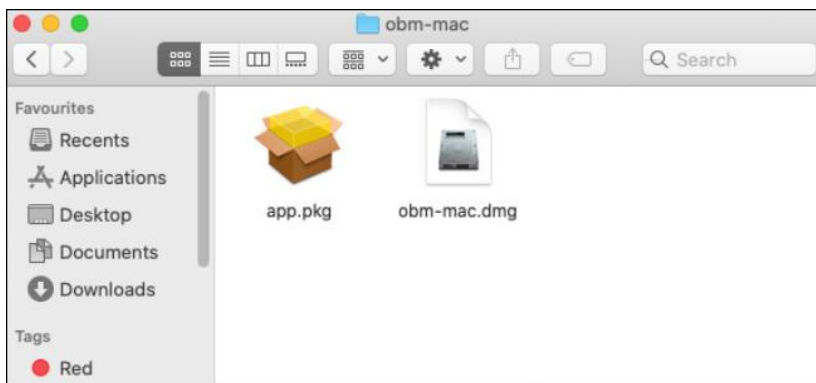 obm-mac
Search
Favourites
Recents
Applications
Desktop
Documents
Downloads
Tags
Red
app.pkg
obm-mac.dmg